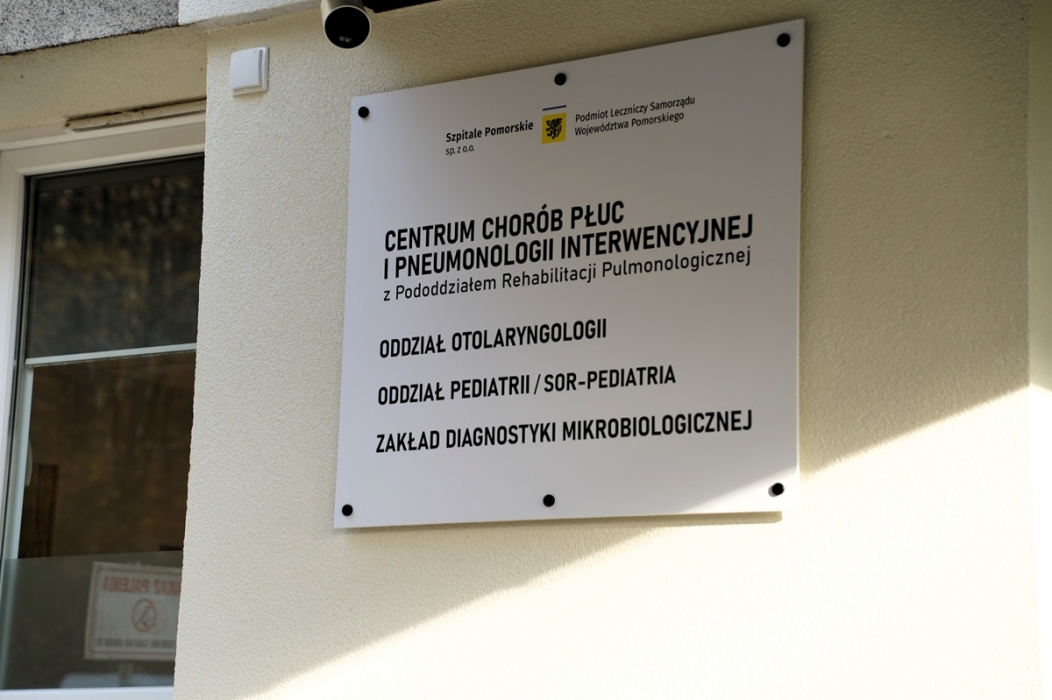 Szpitale Pomorskie
sp. z o.o.
Podmiot Leczniczy Samorządu
Województwa Pomorskiego
CENTRUM CHORÓB PŁUC
I PNEUMONOLOGII INTERWENCYJNEJ
z Pododdziałem Rehabilitacji Pulmonologicznej
ODDZIAŁ OTOLARYNGOLOGII
ODDZIAŁ PEDIATRII / SOR-PEDIATRIA
ZAKŁAD DIAGNOSTYKI MIKROBIOLOGICZNEJ
PALENIA